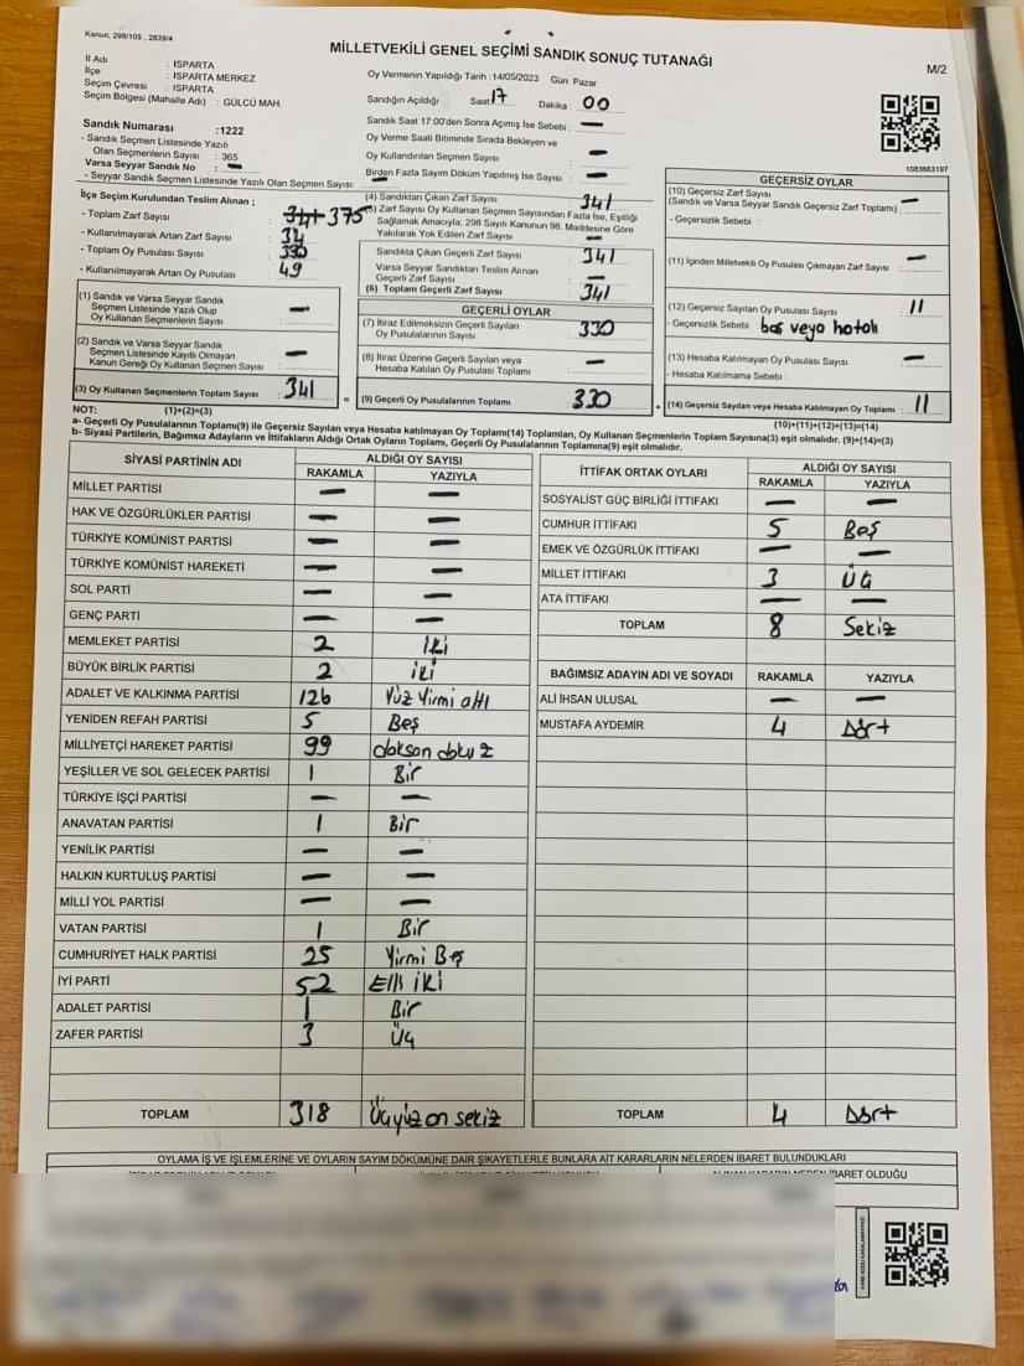 Kanun, 298/105 , 2839/4
MİLLETVEKİLİ GENEL SEÇİMİ SANDIK SONUÇ TUTANAĞI
M/2
İl Adı : ISPARTA
İlçe : ISPARTA MERKEZ
Seçim Çevresi : ISPARTA
Seçim Bölgesi (Mahalle Adı) : GÜLCÜ MAH.
Sandık Numarası :1222
- Sandık Seçmen Listesinde Yazılı
Olan Seçmenlerin Sayısı : 365
Varsa Seyyar Sandık No : —
- Seyyar Sandık Seçmen Listesinde Yazılı Olan Seçmen Sayısı : —
Oy Vermenin Yapıldığı Tarih :14/05/2023 Gün: Pazar
Sandığın Açıldığı Saat: 17 Dakika : 00
Sandık Saat 17:00'den Sonra Açılmış İse Sebebi : —
Oy Verme Saati Bitiminde Sırada Bekleyen ve
Oy Kullandırılan Seçmen Sayısı : —
Birden Fazla Sayım Döküm Yapılmış İse Sayısı : —
1583663197
İlçe Seçim Kurulundan Teslim Alınan ;
- Toplam Zarf Sayısı : 341 375
- Kullanılmayarak Artan Zarf Sayısı : 34
- Toplam Oy Pusulası Sayısı : 390
- Kullanılmayarak Artan Oy Pusulası : 49
(1) Sandık ve Varsa Seyyar Sandık
Seçmen Listesinde Yazılı Olup
Oy Kullanan Seçmenlerin Sayısı : —
(2) Sandık ve Varsa Seyyar Sandık
Seçmen Listesinde Kayıtlı Olmayan
Kanun Gereği Oy Kullanan Seçmen Sayısı : —
(3) Oy Kullanan Seçmenlerin Toplam Sayısı : 341
(4) Sandıktan Çıkan Zarf Sayısı : 341
(5) Zarf Sayısı Oy Kullanan Seçmen Sayısından Fazla İse, Eşitliği
Sağlamak Amacıyla; 298 Sayılı Kanunun 98. Maddesine Göre
Yakılarak Yok Edilen Zarf Sayısı : —
Sandıkta Çıkan Geçerli Zarf Sayısı : 341
Varsa Seyyar Sandıktan Teslim Alınan
Geçerli Zarf Sayısı : —
(6) Toplam Geçerli Zarf Sayısı : 341
GEÇERLİ OYLAR
(7) İtiraz Edilmeksizin Geçerli Sayılan
Oy Pusulalarının Sayısı : 330
(8) İtiraz Üzerine Geçerli Sayılan veya
Hesaba Katılan Oy Pusulası Toplamı : —
(9) Geçerli Oy Pusulalarının Toplamı : 330
GEÇERSİZ OYLAR
(10) Geçersiz Zarf Sayısı
(Sandık ve Varsa Seyyar Sandık Geçersiz Zarf Toplamı) : —
- Geçersizlik Sebebi :
(11) İçinden Milletvekili Oy Pusulası Çıkmayan Zarf Sayısı : —
(12) Geçersiz Sayılan Oy Pusulası Sayısı : 11
- Geçersizlik Sebebi : boş veya hatalı
(13) Hesaba Katılmayan Oy Pusulası Sayısı : —
- Hesaba Katılmama Sebebi :
(14) Geçersiz Sayılan veya Hesaba Katılmayan Oy Toplamı : 11
NOT: (1)+(2)=(3)
(10)+(11)+(12)+(13)=(14)
a- Geçerli Oy Pusulalarının Toplamı(9) ile Geçersiz Sayılan veya Hesaba katılmayan Oy Toplamı(14) Toplamları, Oy Kullanan Seçmenlerin Toplam Sayısına(3) eşit olmalıdır. (9)+(14)=(3)
b- Siyasi Partilerin, Bağımsız Adayların ve İttifakların Aldığı Ortak Oyların Toplamı, Geçerli Oy Pusulalarının Toplamına(9) eşit olmalıdır.
SİYASİ PARTİNİN ADI ALDIĞI OY SAYISI
RAKAMLA YAZIYLA
MİLLET PARTİSİ — —
HAK VE ÖZGÜRLÜKLER PARTİSİ — —
TÜRKİYE KOMÜNİST PARTİSİ — —
TÜRKİYE KOMÜNİST HAREKETİ — —
SOL PARTİ — —
GENÇ PARTİ — —
MEMLEKET PARTİSİ 2 İki
BÜYÜK BİRLİK PARTİSİ 2 iki
ADALET VE KALKINMA PARTİSİ 126 Yüz Yirmi altı
YENİDEN REFAH PARTİSİ 5 Beş
MİLLİYETÇİ HAREKET PARTİSİ 99 doksan dokuz
YEŞİLLER VE SOL GELECEK PARTİSİ 1 Bir
TÜRKİYE İŞÇİ PARTİSİ — —
ANAVATAN PARTİSİ 1 Bir
YENİLİK PARTİSİ — —
HALKIN KURTULUŞ PARTİSİ — —
MİLLİ YOL PARTİSİ — —
VATAN PARTİSİ 1 Bir
CUMHURİYET HALK PARTİSİ 25 Yirmi Beş
İYİ PARTİ 52 Elli iki
ADALET PARTİSİ 1 Bir
ZAFER PARTİSİ 3 Üç
TOPLAM 318 Üçyüz on sekiz
İTTİFAK ORTAK OYLARI ALDIĞI OY SAYISI
RAKAMLA YAZIYLA
SOSYALİST GÜÇ BİRLİĞİ İTTİFAKI — —
CUMHUR İTTİFAKI 5 Beş
EMEK VE ÖZGÜRLÜK İTTİFAKI — —
MİLLET İTTİFAKI 3 Üç
ATA İTTİFAKI — —
TOPLAM 8 Sekiz
BAĞIMSIZ ADAYIN ADI VE SOYADI RAKAMLA YAZIYLA
ALİ İHSAN ULUSAL — —
MUSTAFA AYDEMİR 4 Dört
TOPLAM 4 Dört
OYLAMA İŞ VE İŞLEMLERİNE VE OYLARIN SAYIM DÖKÜMÜNE DAİR ŞİKAYETLERLE BUNLARA AİT KARARLARIN NELERDEN İBARET BULUNDUKLARI
İBARET OLDUĞU